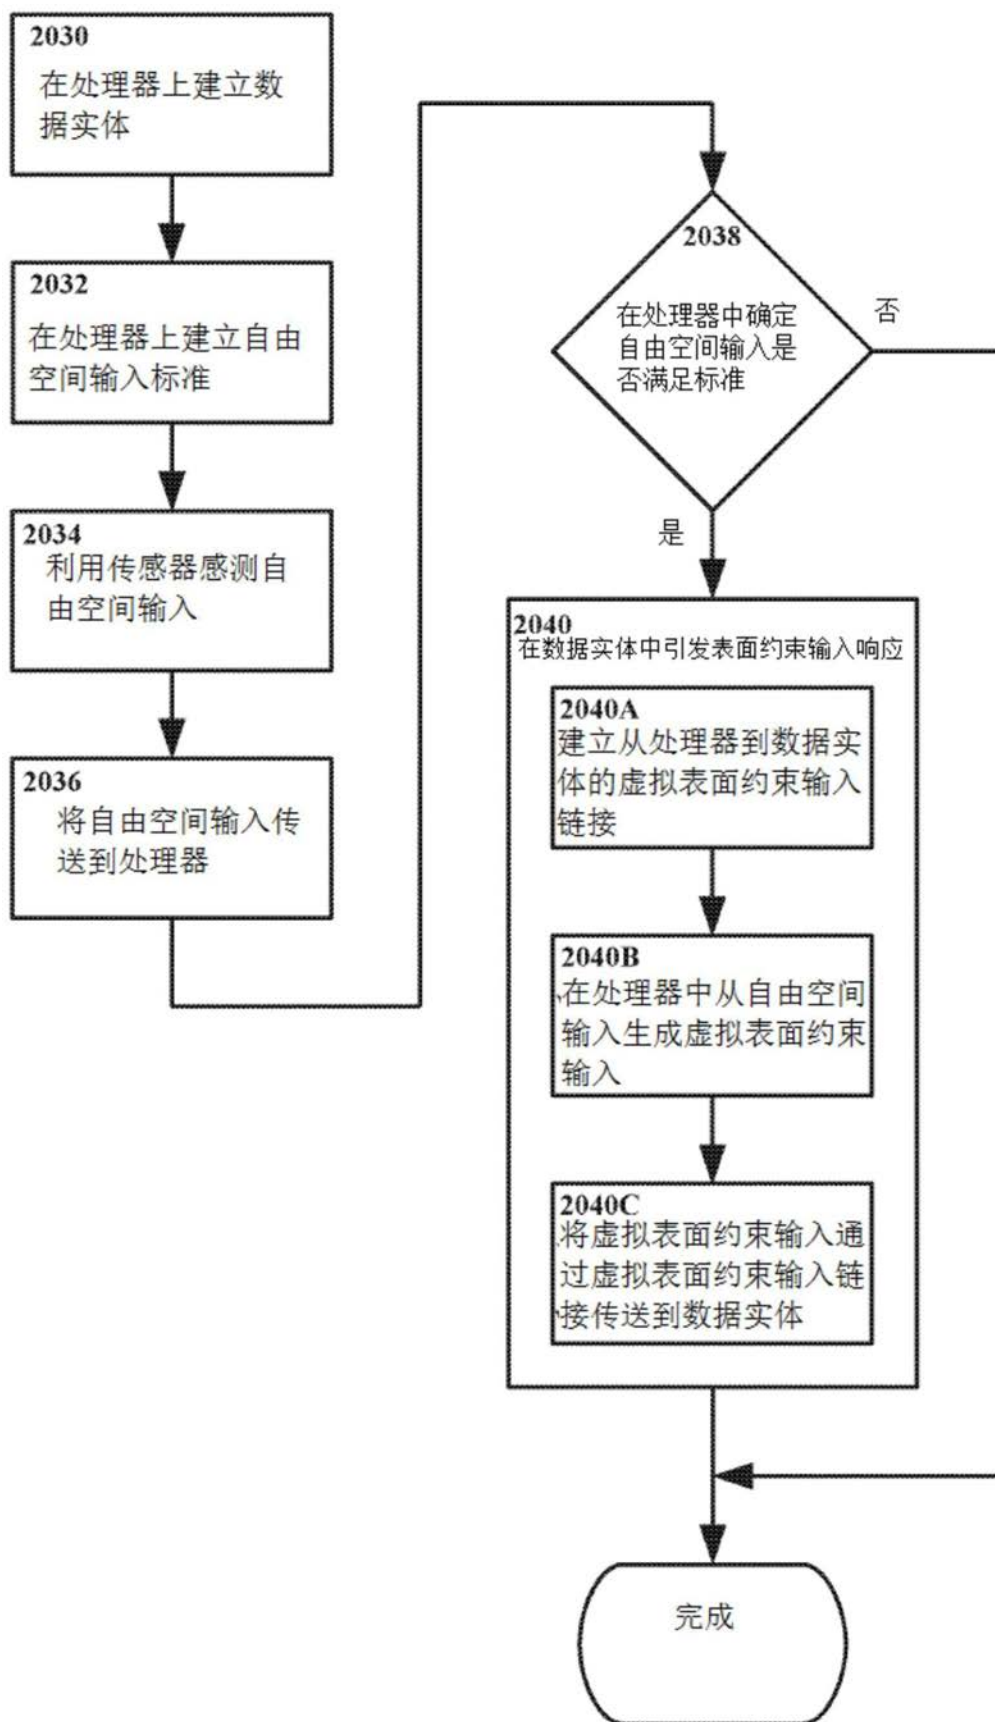 2030
在处理器上建立数
据实体
2032
在处理器上建立自由
空间输入标准
2034
利用传感器感测自
由空间输入
2036
将自由空间输入传
送到处理器
2038
在处理器中确定
自由空间输入是
否满足标准
否
是
2040
在数据实体中引发表面约束输入响应
2040A
建立从处理器到数据实
体的虚拟表面约束输入
链接
2040B
在处理器中从自由空间
输入生成虚拟表面约束
输入
2040C
将虚拟表面约束输入通
过虚拟表面约束输入链
接传送到数据实体
完成